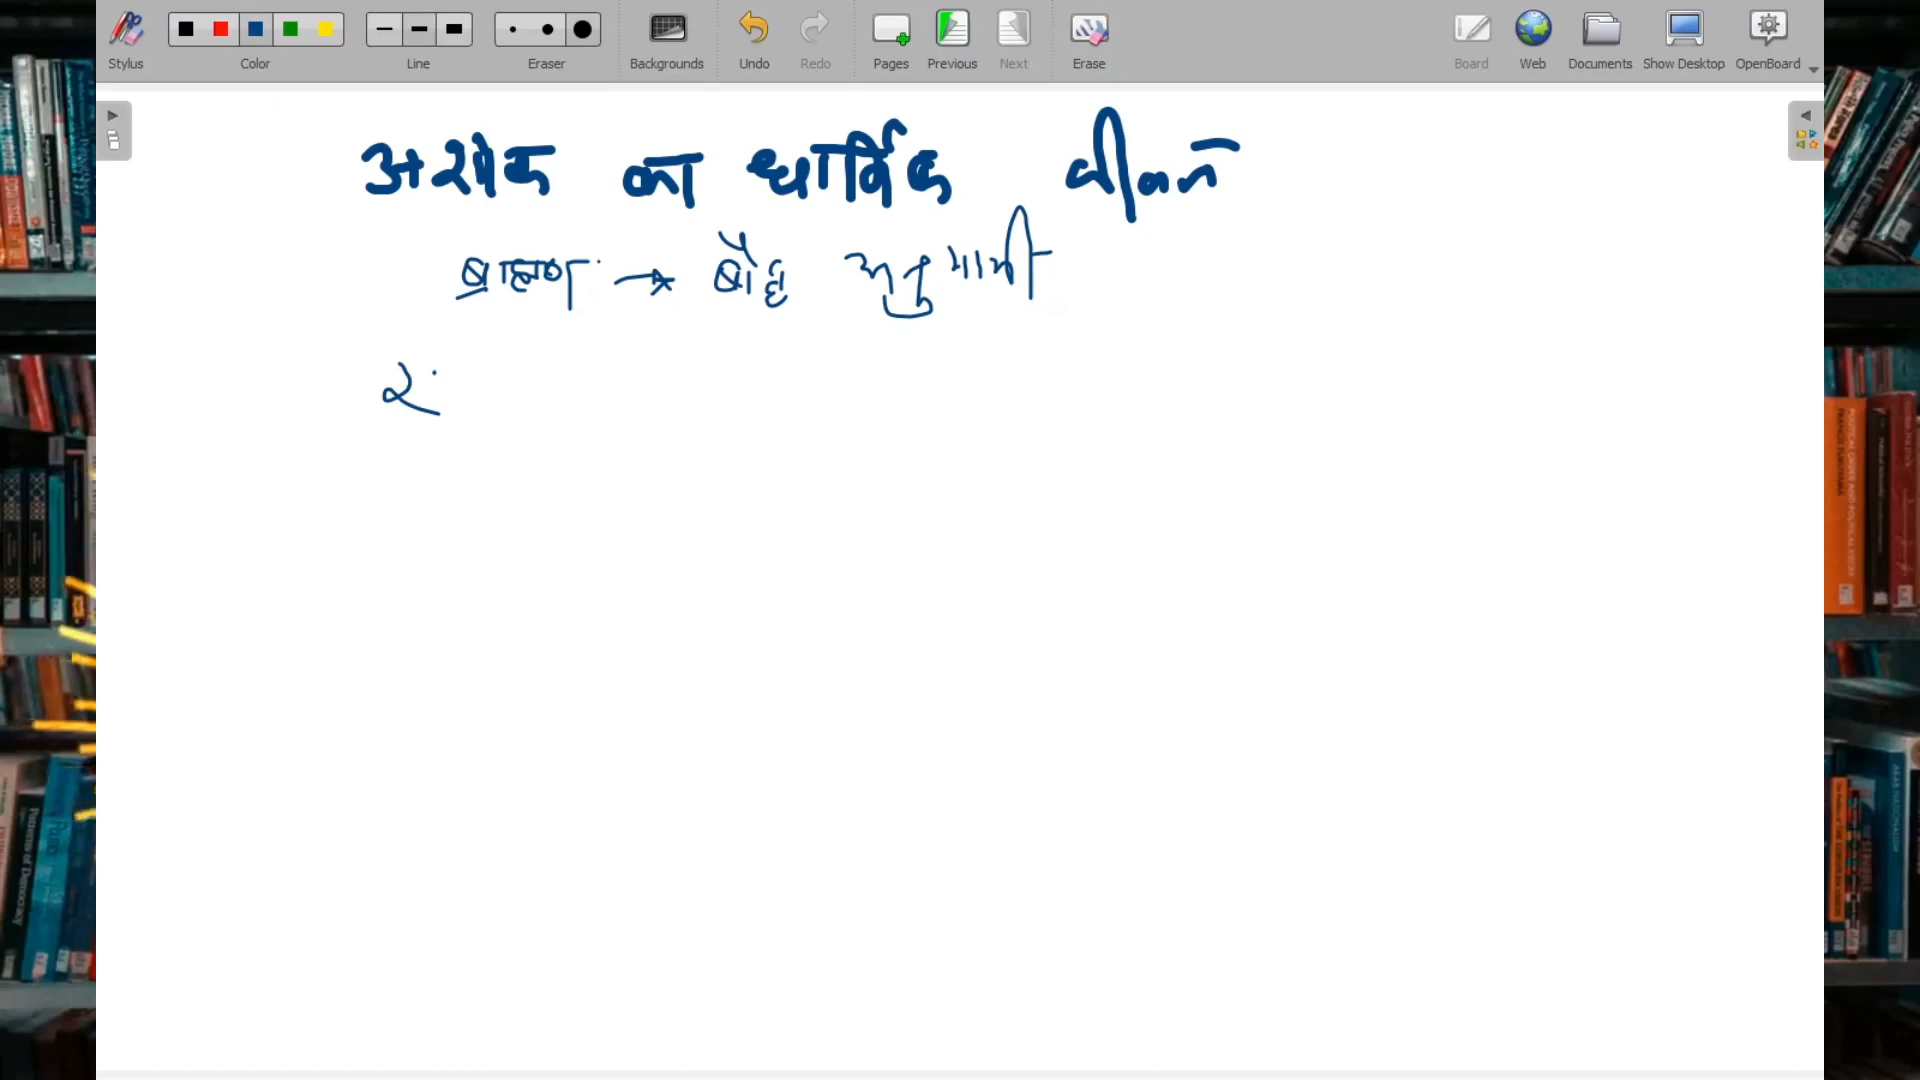 Stylus Color Line Eraser Backgrounds Undo Redo Pages Previous Next Erase Board Web Documents Show Desktop OpenBoard
अशोक का धार्मिक जीवन
ब्राह्मण → बौद्ध अनुयायी